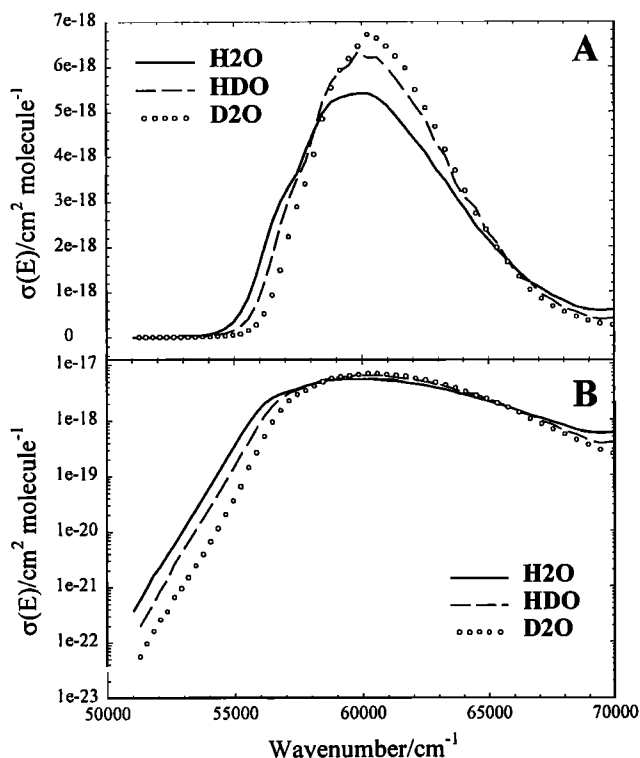 7e-18
6e-18
5e-18
4e-18
3e-18
2e-18
1e-18
0
σ(E)/cm² molecule⁻¹
H2O
HDO
D2O
A
1e-17
1e-18
1e-19
1e-20
1e-21
1e-22
1e-23
σ(E)/cm² molecule⁻¹
B
H2O
HDO
D2O
50000 55000 60000 65000 70000
Wavenumber/cm⁻¹